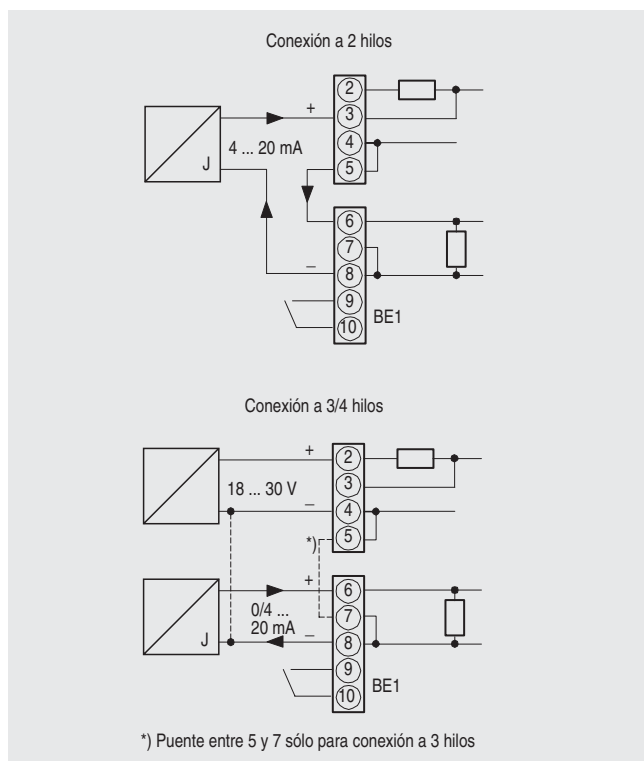 Conexión a 2 hilos
2
+
3
4 ... 20 mA
4
J
5
6
7
–
8
9
BE1
10
Conexión a 3/4 hilos
+
2
18 ... 30 V
3
–
4
*)
5
+
6
0/4 ...
7
20 mA
–
J
8
9
BE1
10
*) Puente entre 5 y 7 sólo para conexión a 3 hilos